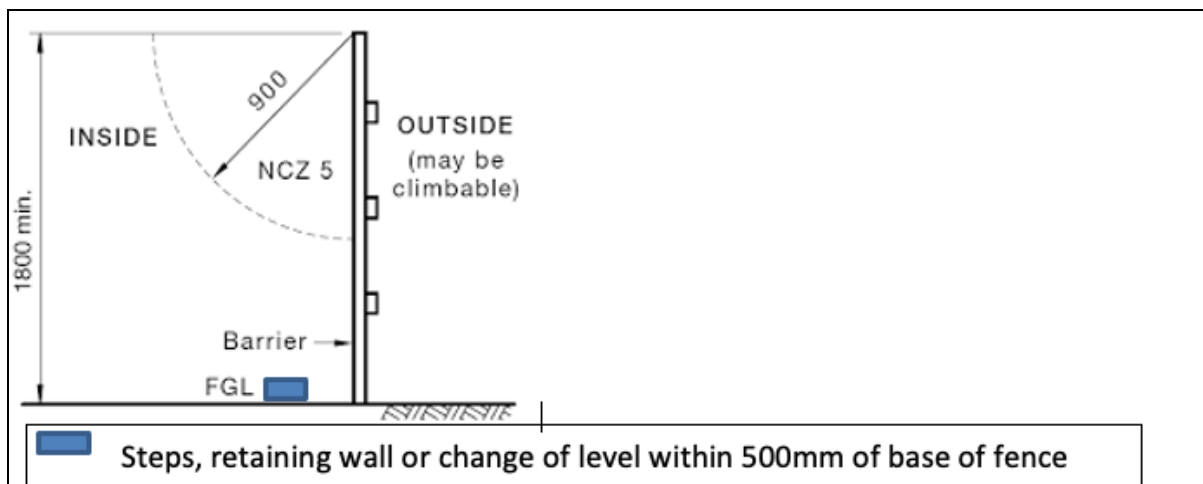 900
INSIDE
OUTSIDE
NCZ 5
(may be
climbable)
1800 min.
Barrier
FGL
Steps, retaining wall or change of level within 500mm of base of fence